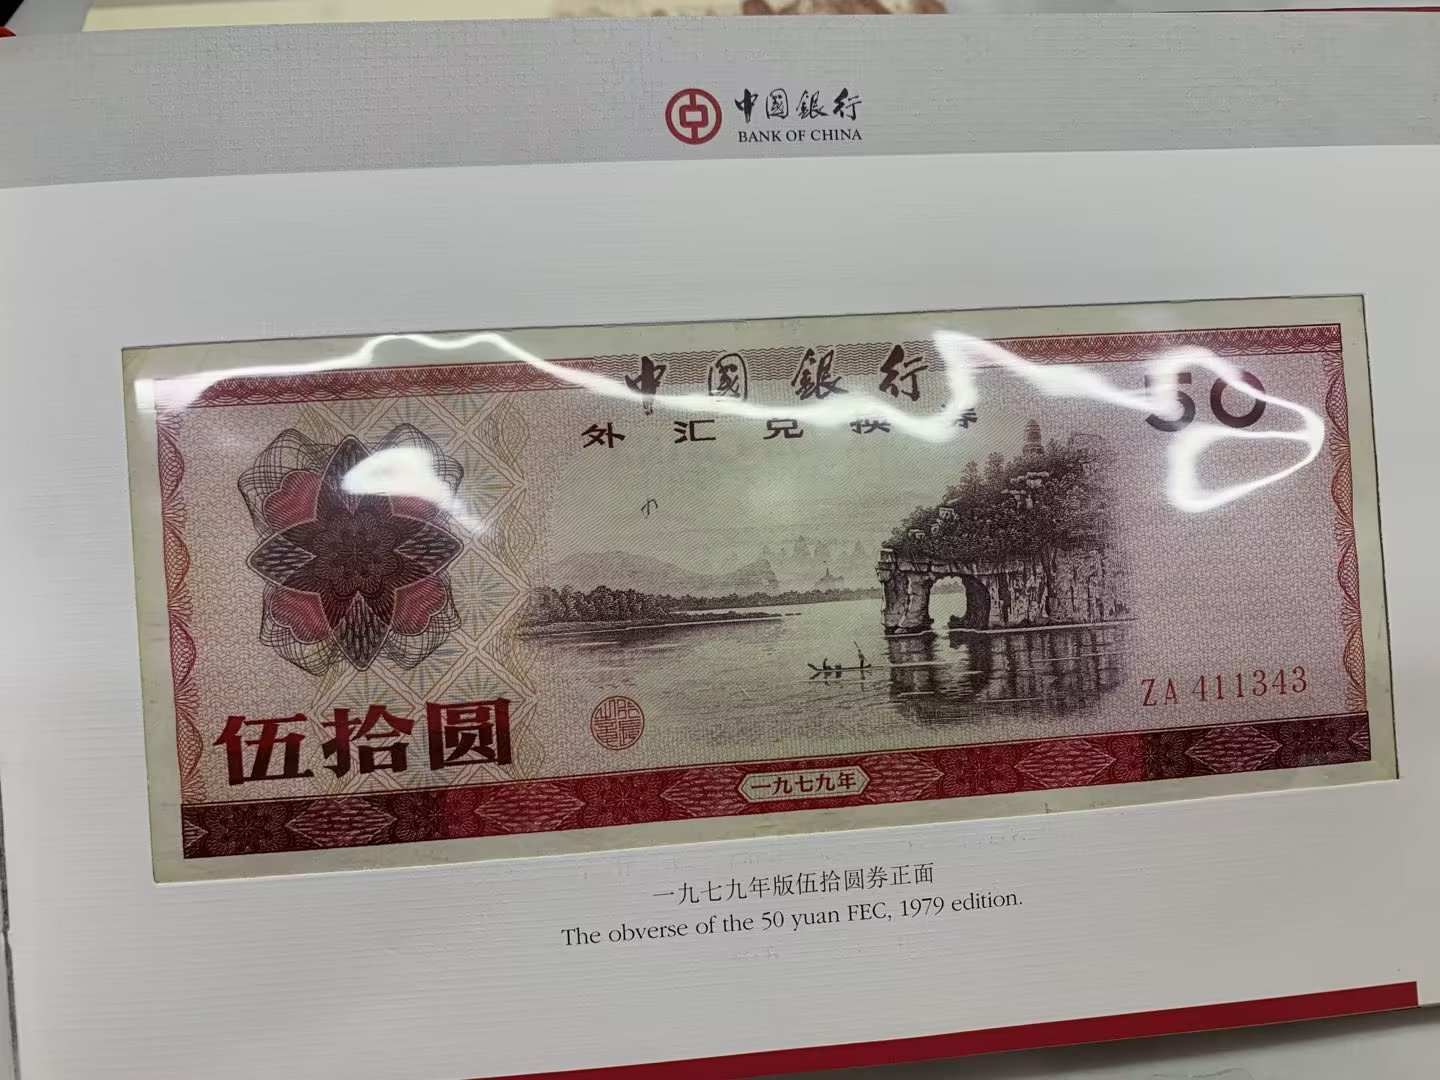 中国銀行
BANK OF CHINA
中国銀行
外汇兑换券
50
ZA 411343
伍拾圆
一九七九年
一九七九年版伍拾圆券正面
The obverse of the 50 yuan FEC, 1979 edition.